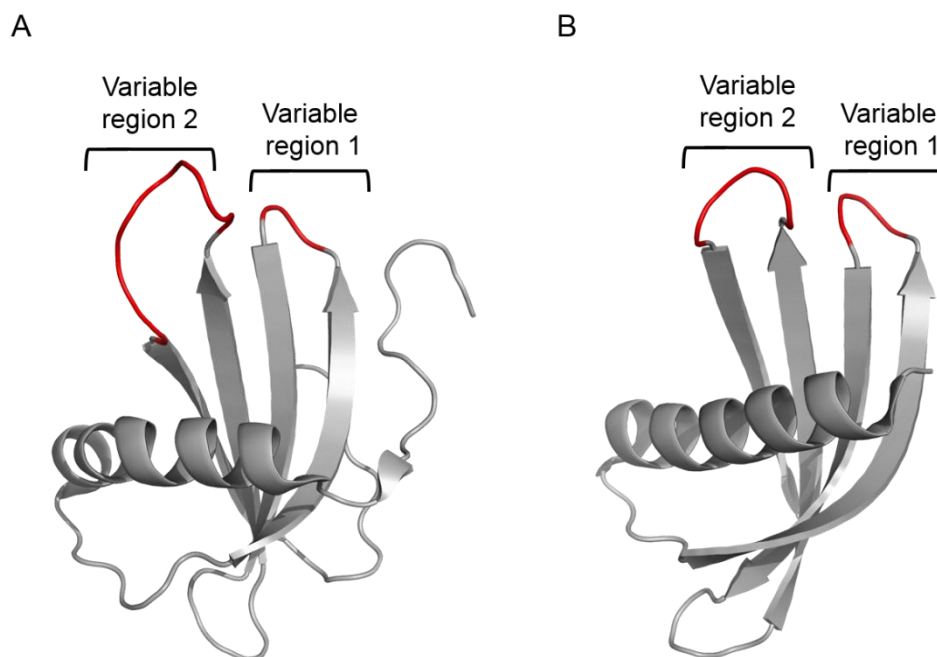 A
Variable
region 2
Variable
region 1
B
Variable
region 2
Variable
region 1